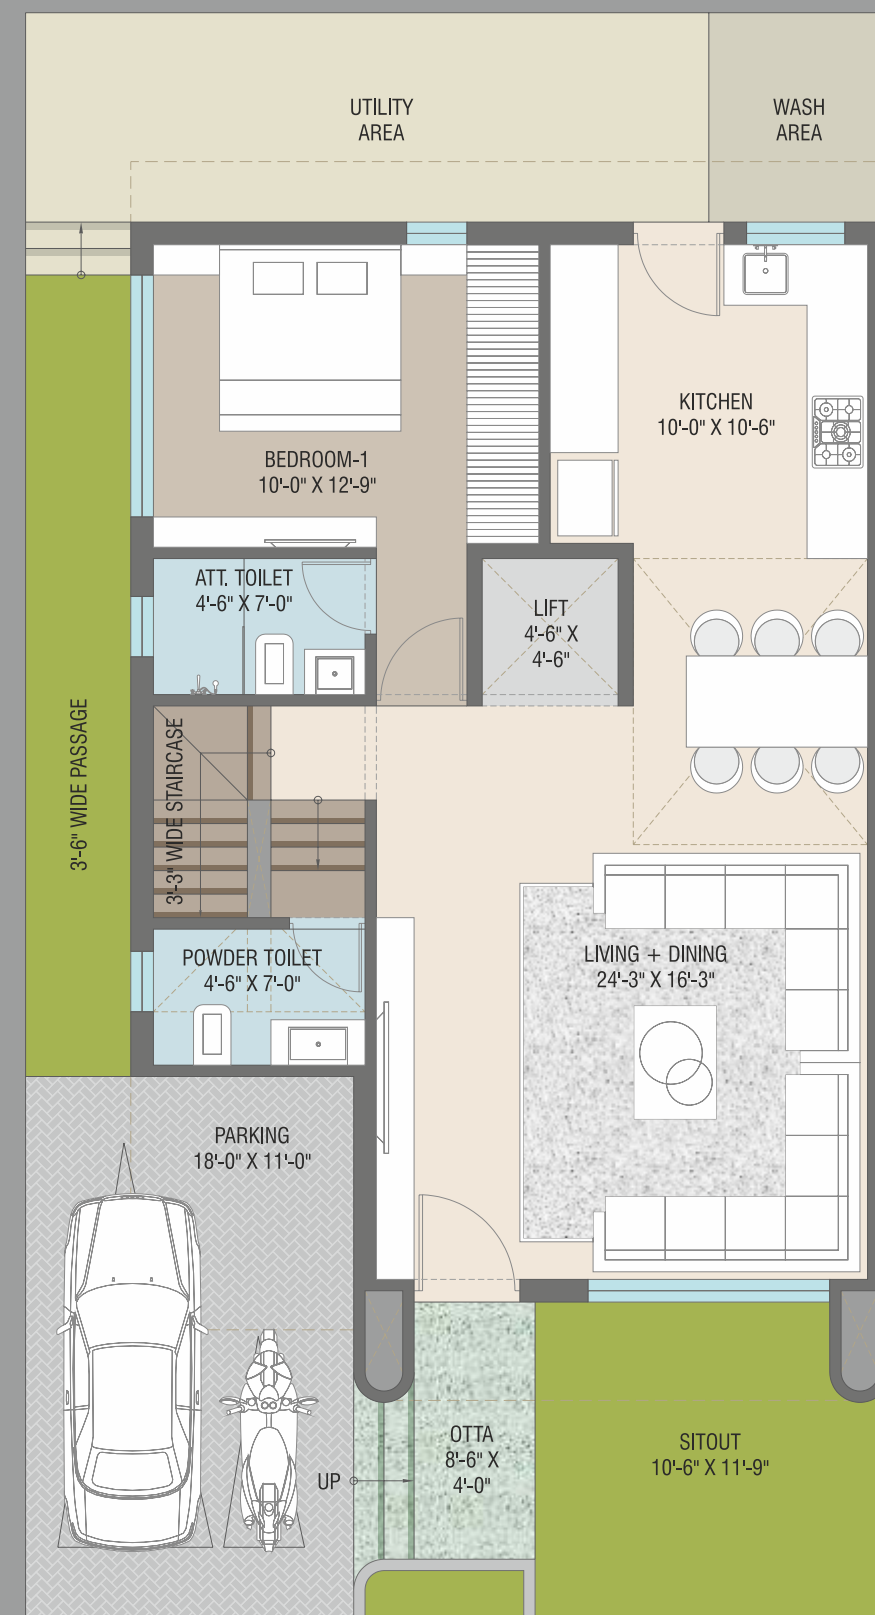 UTILITY
AREA
WASH
AREA
KITCHEN
10'-0" X 10'-6"
BEDROOM-1
10'-0" X 12'-9"
ATT. TOILET
4'-6" X 7'-0"
LIFT
4'-6" X
4'-6"
3'-6" WIDE PASSAGE
3'-3" WIDE STAIRCASE
POWDER TOILET
4'-6" X 7'-0"
LIVING + DINING
24'-3" X 16'-3"
PARKING
18'-0" X 11'-0"
OTTA
8'-6" X
4'-0"
UP
SITOUT
10'-6" X 11'-9"